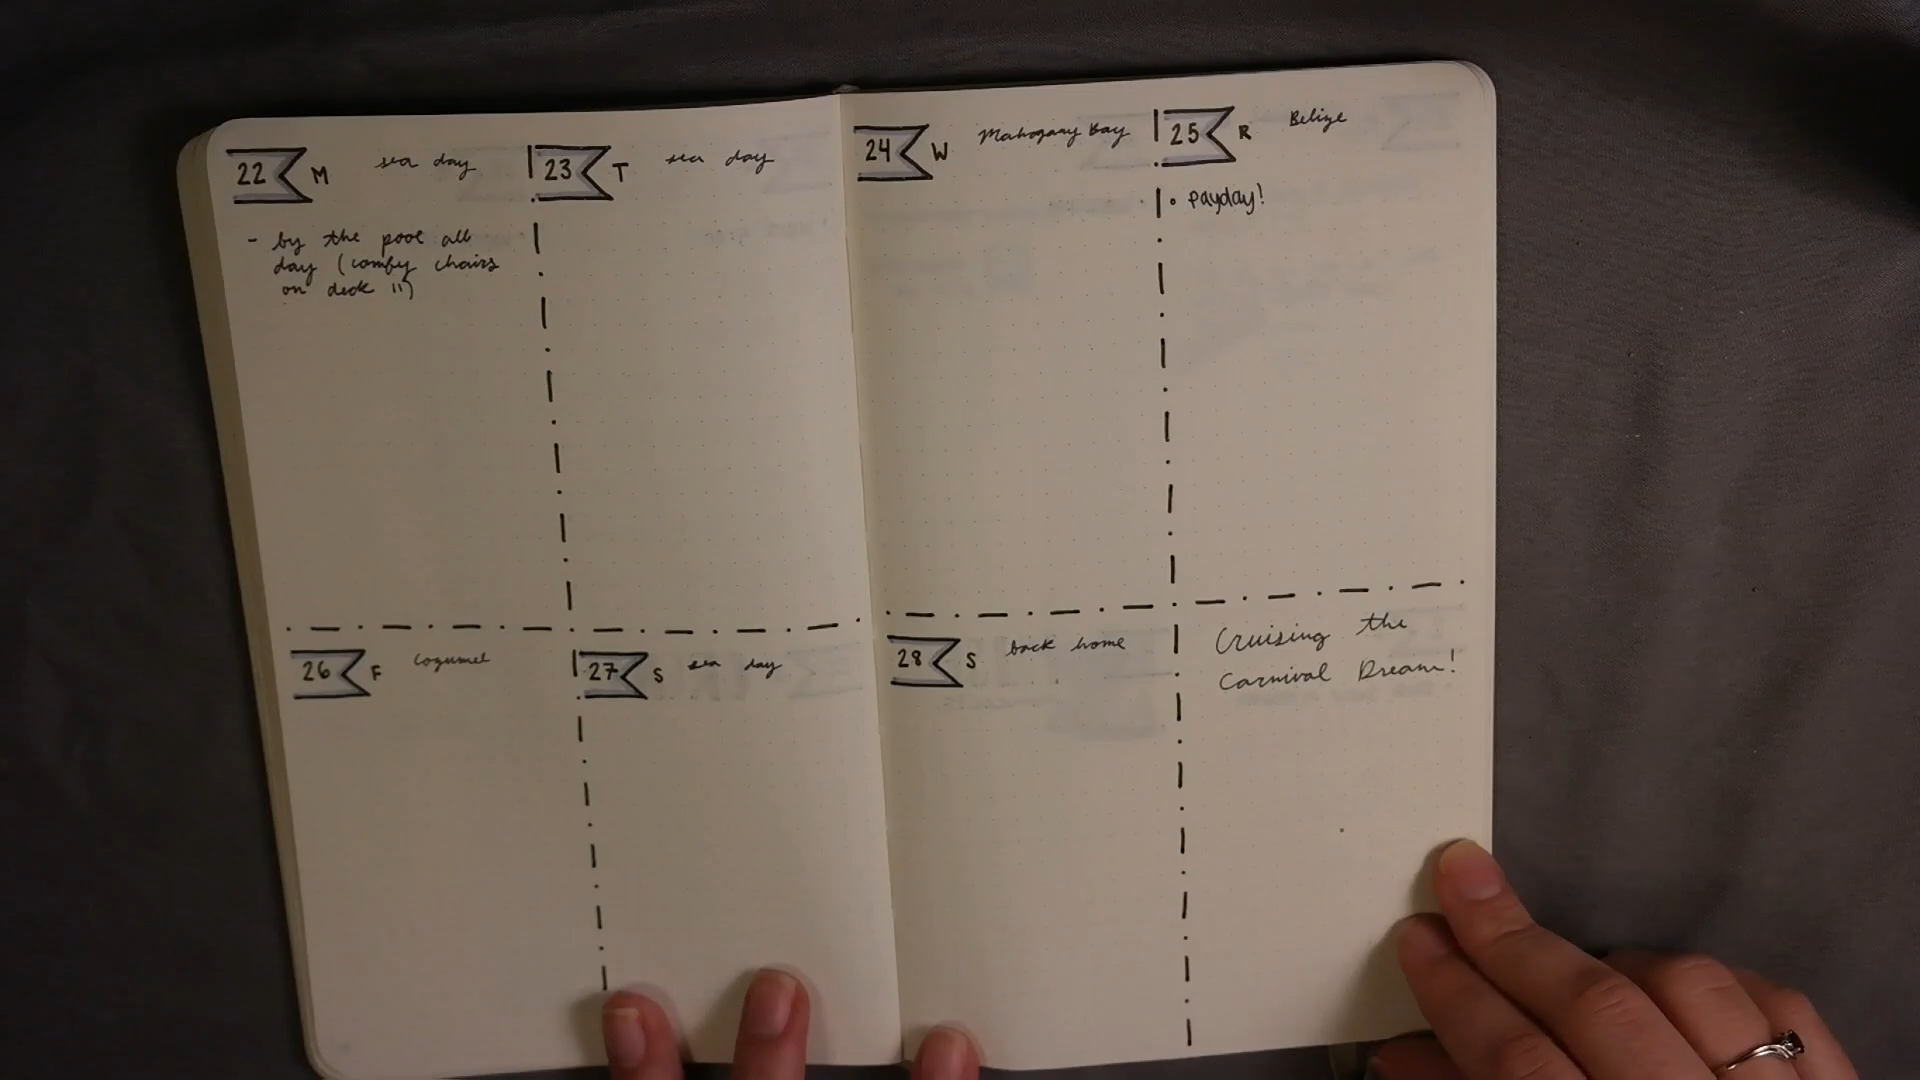 22 M sea day
- by the pool all
day (comfy chairs
on deck !!)
23 T sea day
24 W Mahogany Bay
25 R Belize
• payday!
26 F Cozumel
27 S sea day
28 S back home
Cruising the
Carnival Dream!